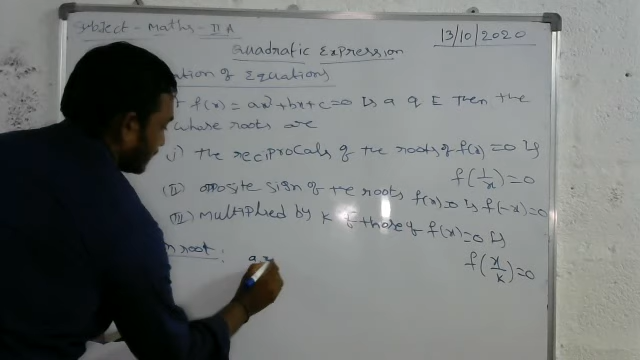 Subject - Maths - II A
13/10/2020
Quadratic Expression
ation of Equations
f(x) = ax²+bx+c=0 is a Q E Then the
whose roots are
i) the reciprocals of the roots of f(x) = 0 is
f(1/x) = 0
(ii) opposite sign of the roots f(x)=0 is f(-x)=0
(iii) multiplied by K of those of f(x)=0 is
f(x/K) = 0
n root : ax